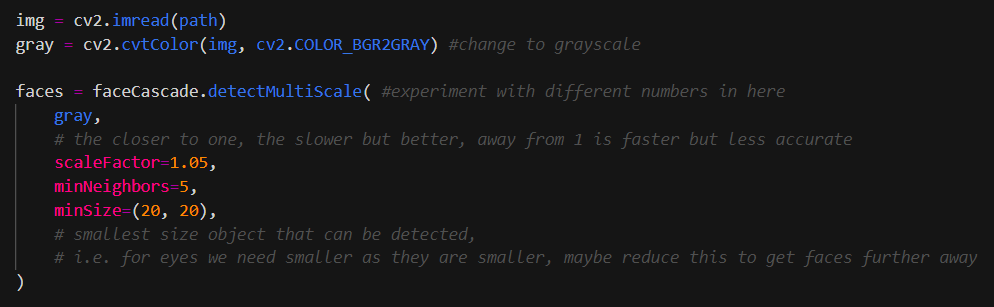 img = cv2.imread(path)
gray = cv2.cvtColor(img, cv2.COLOR_BGR2GRAY) #change to grayscale
faces = faceCascade.detectMultiScale( #experiment with different numbers in here
gray,
# the closer to one, the slower but better, away from 1 is faster but less accurate
scaleFactor=1.05,
minNeighbors=5,
minSize=(20, 20),
# smallest size object that can be detected,
# i.e. for eyes we need smaller as they are smaller, maybe reduce this to get faces further away
)